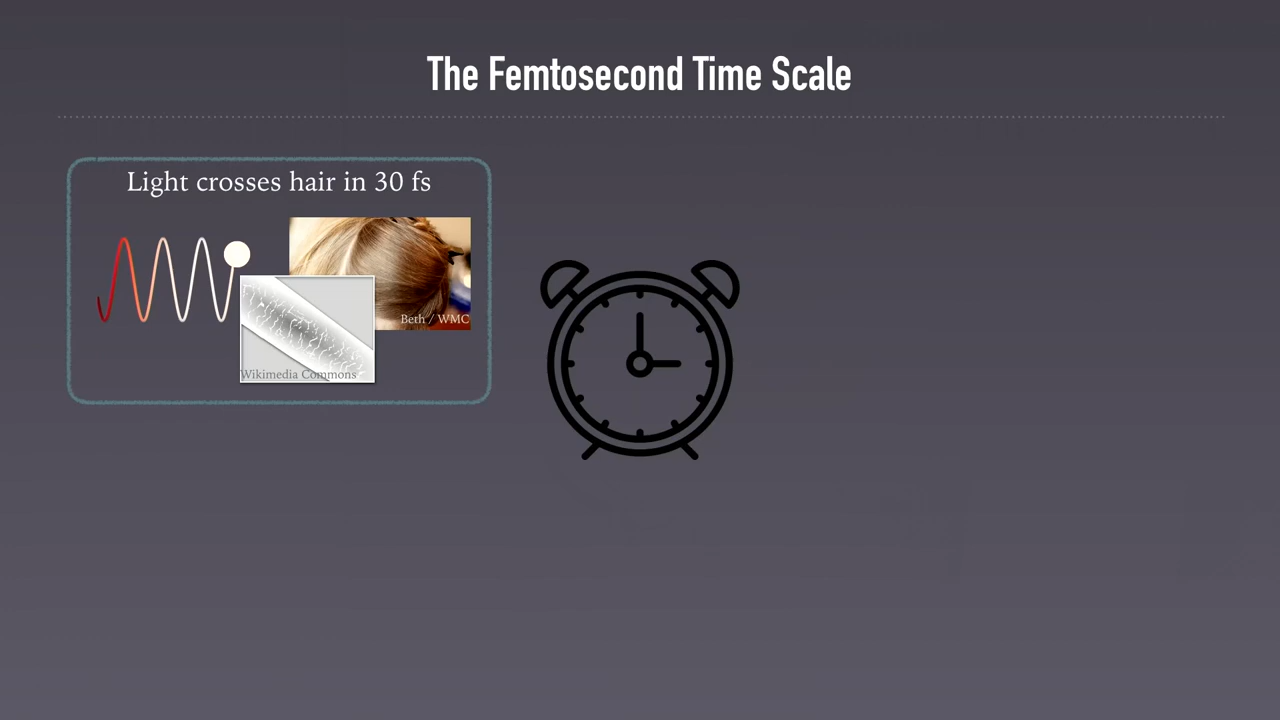 The Femtosecond Time Scale
Light crosses hair in 30 fs
Beth / WMC
Wikimedia Commons